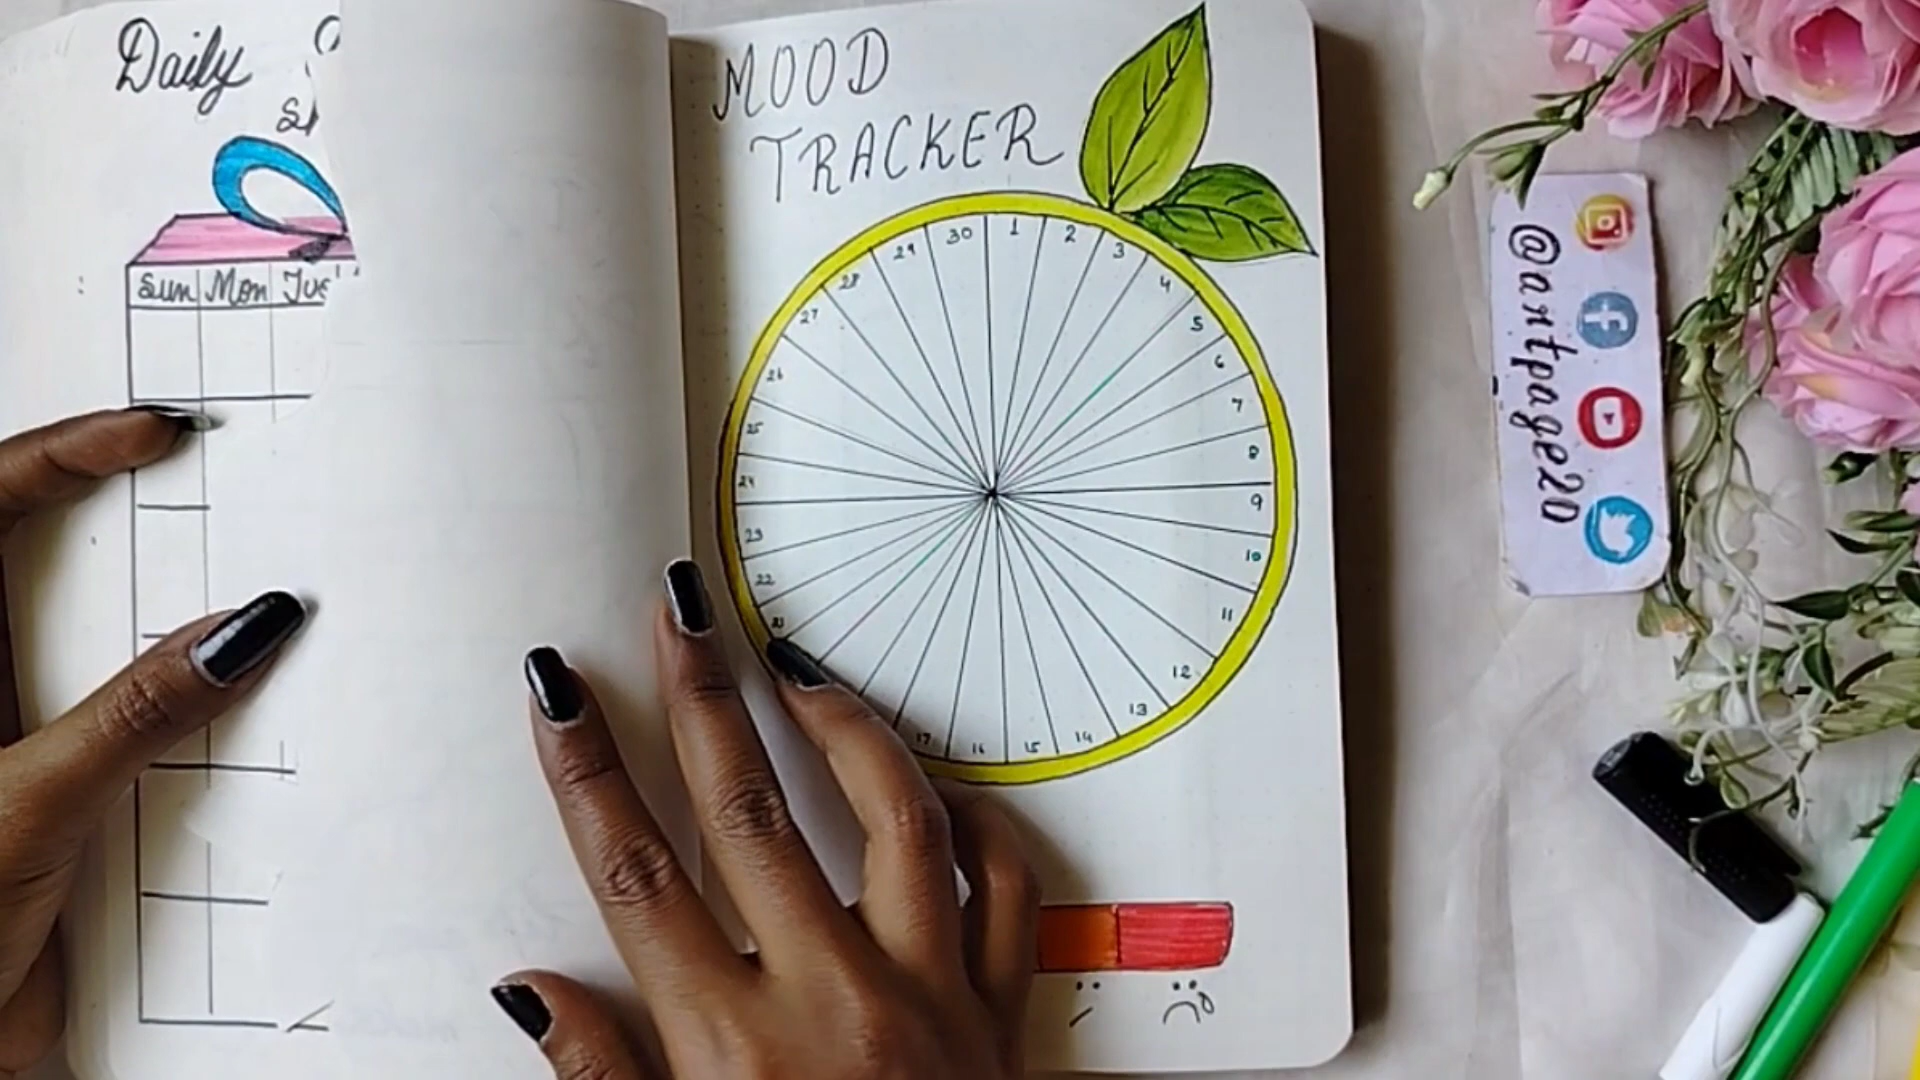 Daily
Sun Mon Tue
MOOD
TRACKER
30 1 2 3 4 5 6 7 8 9 10 11 12 13 14 15 16 17 21 22 23 24 25 26 27 28 29
@artpage20